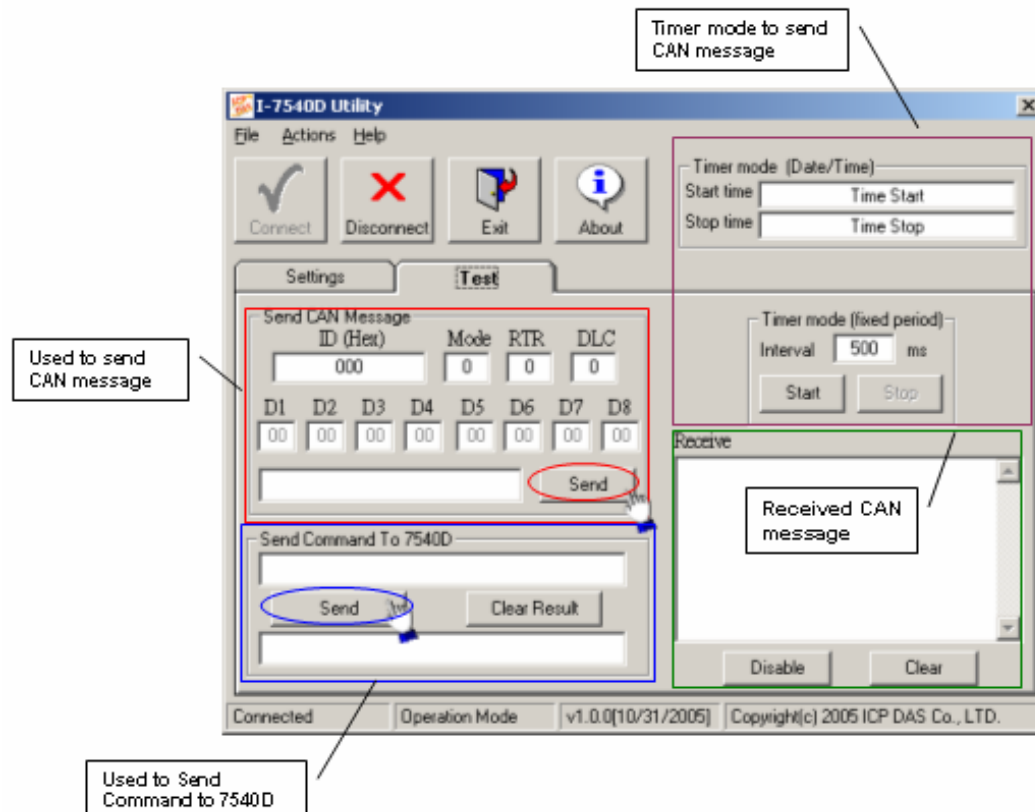 Timer mode to send
CAN message
I-7540D Utility
File Actions Help
Connect
Disconnect
Exit
About
Timer mode (Date/Time)
Start time Time Start
Stop time Time Stop
Settings
Test
Send CAN Message
ID (Hex) Mode RTR DLC
000 0 0 0
D1 D2 D3 D4 D5 D6 D7 D8
00 00 00 00 00 00 00 00
Send
Timer mode (fixed period)
Interval 500 ms
Start Stop
Used to send
CAN message
Receive
Received CAN
message
Send Command To 7540D
Send Clear Result
Disable Clear
Connected Operation Mode v1.0.0[10/31/2005] Copyright(c) 2005 ICP DAS Co., LTD.
Used to Send
Command to 7540D